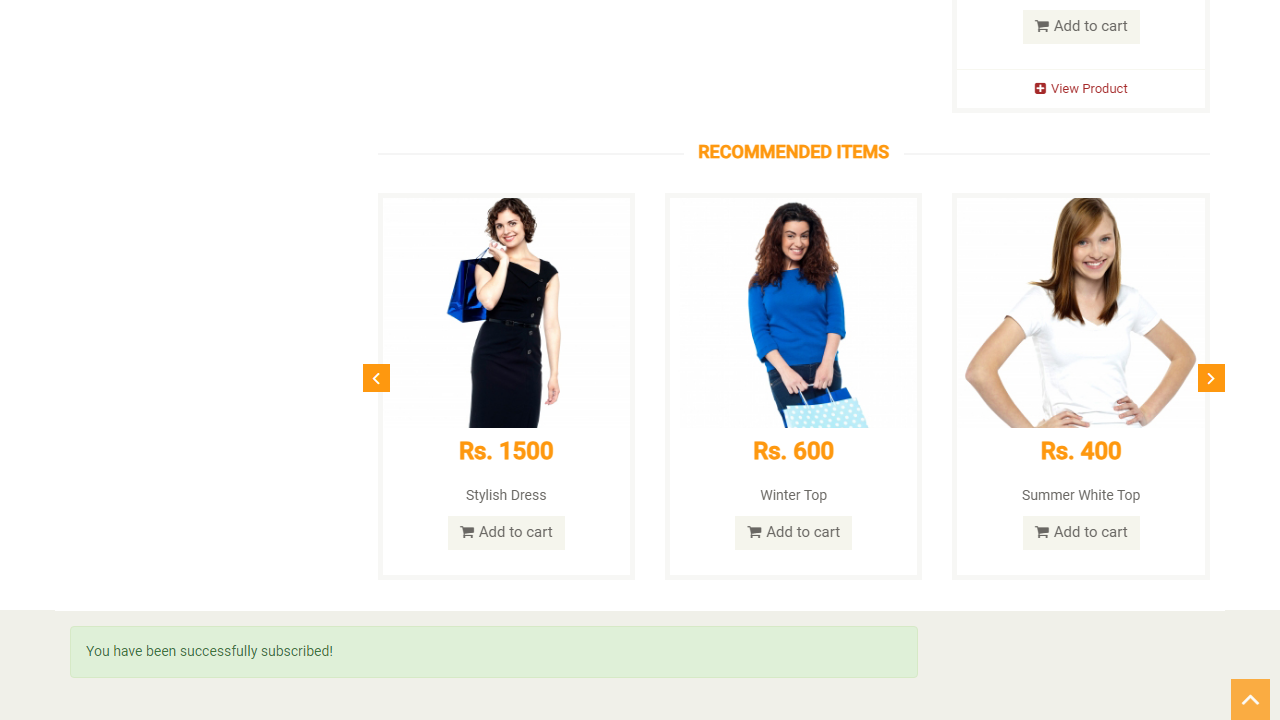 Add to cart
View Product
RECOMMENDED ITEMS
Rs. 1500
Stylish Dress
Add to cart
Rs. 600
Winter Top
Add to cart
Rs. 400
Summer White Top
Add to cart
You have been successfully subscribed!